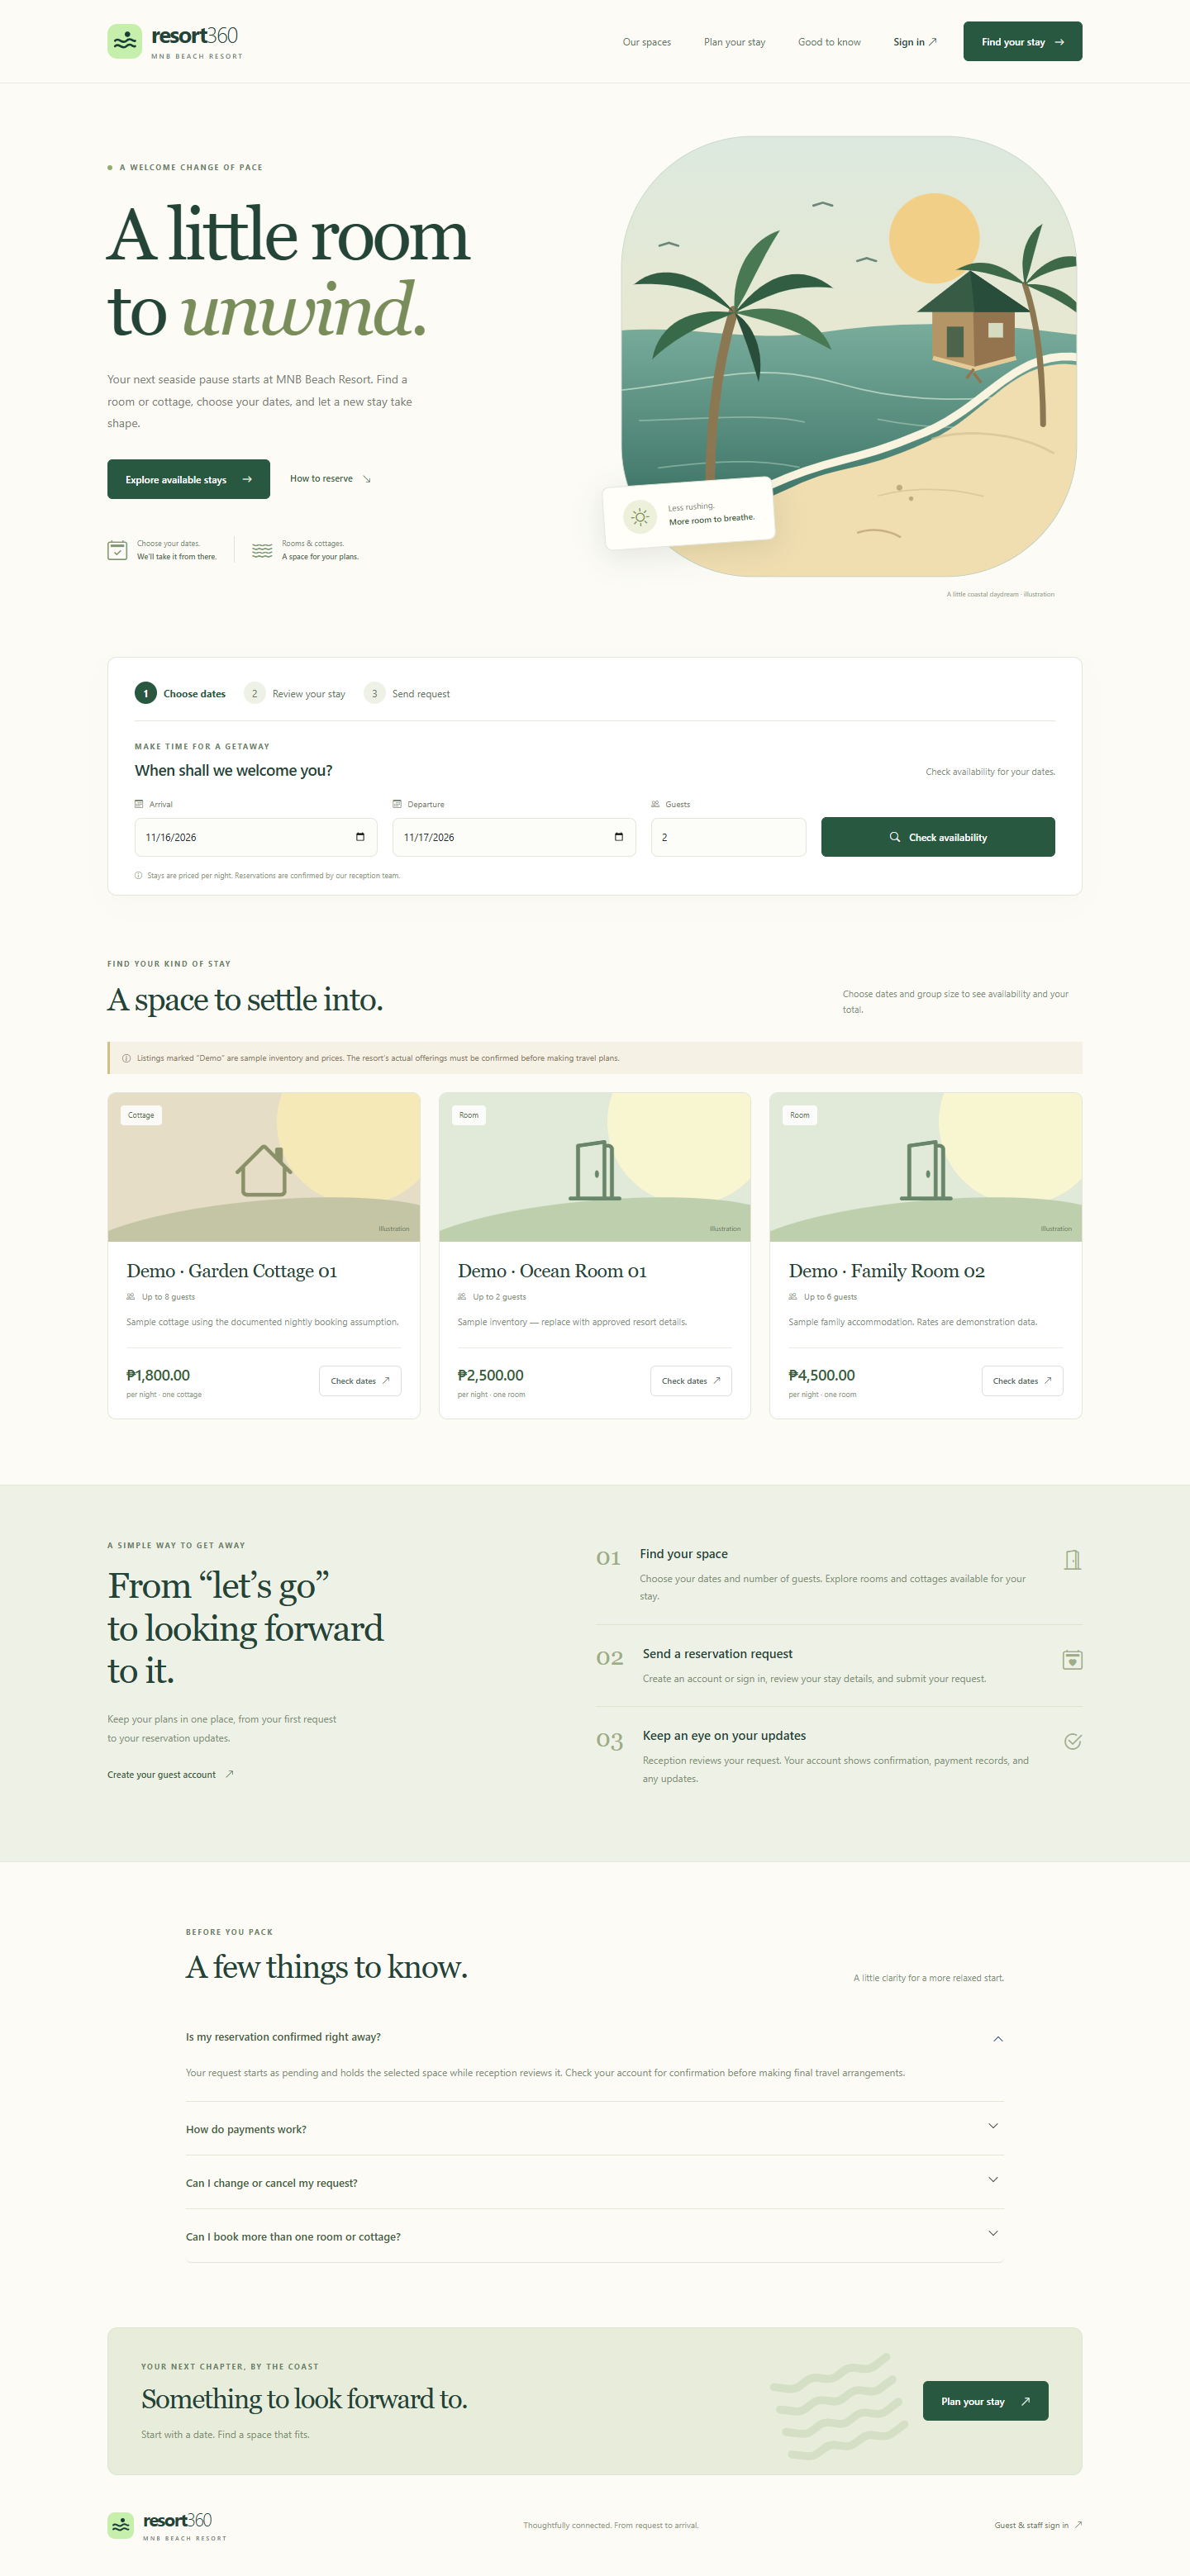 resort360
MNB BEACH RESORT
Our spaces
Plan your stay
Good to know
Sign in
Find your stay
A WELCOME CHANGE OF PACE
A little room
to unwind.
Your next seaside pause starts at MNB Beach Resort. Find a
room or cottage, choose your dates, and let a new stay take
shape.
Explore available stays
How to reserve
Choose your dates.
We'll take it from there.
Rooms & cottages.
A space for your plans.
Less rushing.
More room to breathe.
A little coastal daydream · illustration
1 Choose dates
2 Review your stay
3 Send request
MAKE TIME FOR A GETAWAY
When shall we welcome you?
Check availability for your dates.
Arrival
Departure
Guests
11/16/2026
11/17/2026
2
Check availability
Stays are priced per night. Reservations are confirmed by our reception team.
FIND YOUR KIND OF STAY
A space to settle into.
Choose dates and group size to see availability and your
total.
Listings marked "Demo" are sample inventory and prices. The resort's actual offerings must be confirmed before making travel plans.
Cottage
Illustration
Demo · Garden Cottage 01
Up to 8 guests
Sample cottage using the documented nightly booking assumption.
₱1,800.00
per night · one cottage
Check dates
Room
Illustration
Demo · Ocean Room 01
Up to 2 guests
Sample inventory — replace with approved resort details.
₱2,500.00
per night · one room
Check dates
Room
Illustration
Demo · Family Room 02
Up to 6 guests
Sample family accommodation. Rates are demonstration data.
₱4,500.00
per night · one room
Check dates
A SIMPLE WAY TO GET AWAY
From “let’s go”
to looking forward
to it.
Keep your plans in one place, from your first request
to your reservation updates.
Create your guest account
01
Find your space
Choose your dates and number of guests. Explore rooms and cottages available for your
stay.
02
Send a reservation request
Create an account or sign in, review your stay details, and submit your request.
03
Keep an eye on your updates
Reception reviews your request. Your account shows confirmation, payment records, and
any updates.
BEFORE YOU PACK
A few things to know.
A little clarity for a more relaxed start.
Is my reservation confirmed right away?
Your request starts as pending and holds the selected space while reception reviews it. Check your account for confirmation before making final travel arrangements.
How do payments work?
Can I change or cancel my request?
Can I book more than one room or cottage?
YOUR NEXT CHAPTER, BY THE COAST
Something to look forward to.
Start with a date. Find a space that fits.
Plan your stay
resort360
MNB BEACH RESORT
Thoughtfully connected. From request to arrival.
Guest & staff sign in